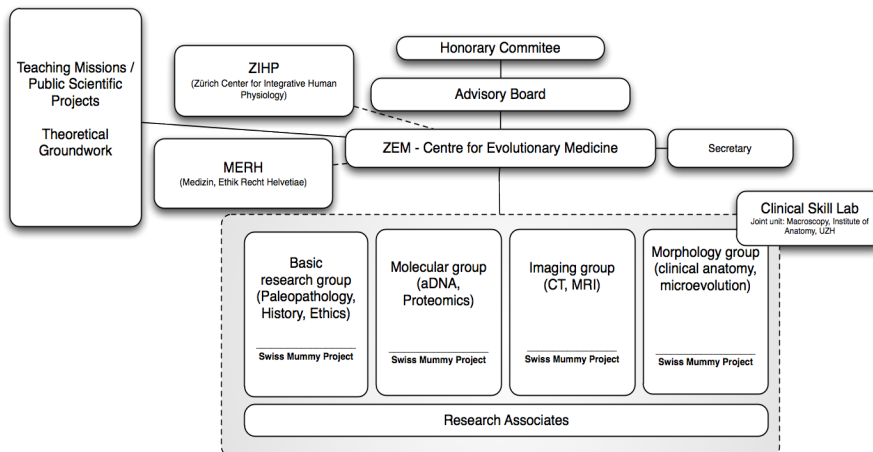 Teaching Missions /
Public Scientific
Projects
Theoretical
Groundwork
ZIHP
(Zürich Center for Integrative Human
Physiology)
MERH
(Medizin, Ethik Recht Helvetiae)
Honorary Commitee
Advisory Board
ZEM - Centre for Evolutionary Medicine
Secretary
Clinical Skill Lab
Joint unit: Macroscopy, Institute of
Anatomy, UZH
Basic
research group
(Paleopathology,
History, Ethics)
Swiss Mummy Project
Molecular group
(aDNA,
Proteomics)
Swiss Mummy Project
Imaging group
(CT, MRI)
Swiss Mummy Project
Morphology group
(clinical anatomy,
microevolution)
Swiss Mummy Project
Research Associates